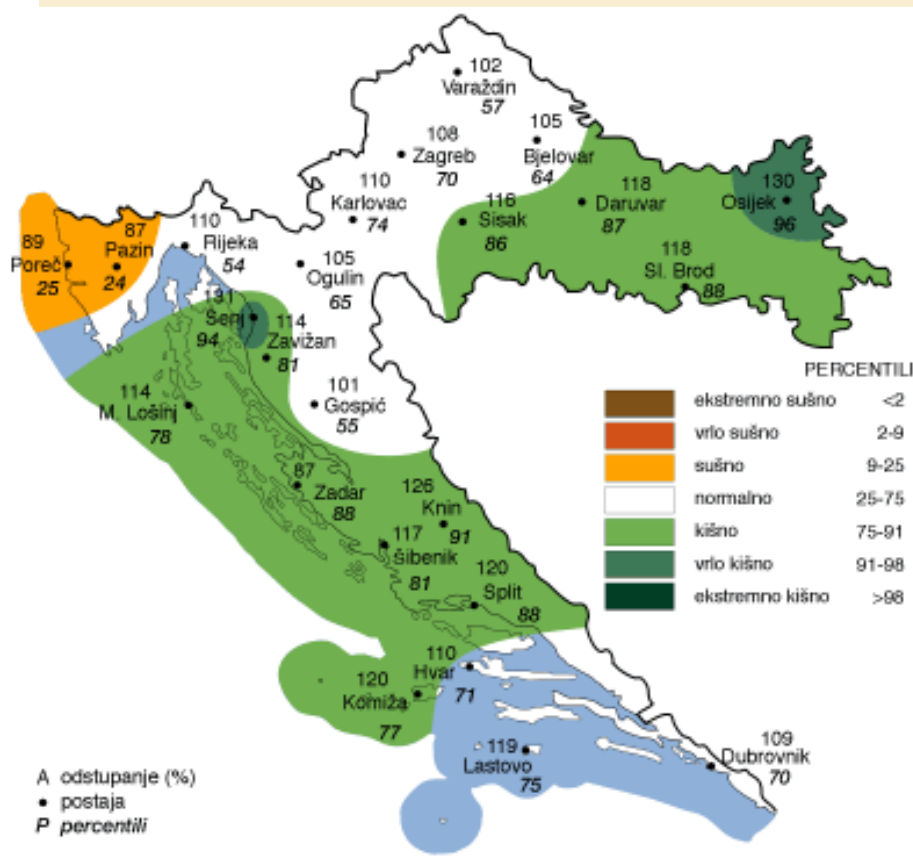 102
Varaždin
57
105
Bjelovar
64
108
Zagreb
70
110
Karlovac
74
116
Sisak
86
118
Daruvar
87
130
Osijek
96
118
Sl. Brod
88
89
Poreč
25
87
Pazin
24
110
Rijeka
54
105
Ogulin
65
131
Senj
94
114
Zavižan
81
101
Gospić
55
114
M. Lošinj
78
87
Zadar
88
126
Knin
91
117
Šibenik
81
120
Split
88
110
Hvar
71
120
Komiža
77
119
Lastovo
75
109
Dubrovnik
70
PERCENTILI
ekstremno sušno <2
vrlo sušno 2-9
sušno 9-25
normalno 25-75
kišno 75-91
vrlo kišno 91-98
ekstremno kišno >98
A odstupanje (%)
postaja
P percentili